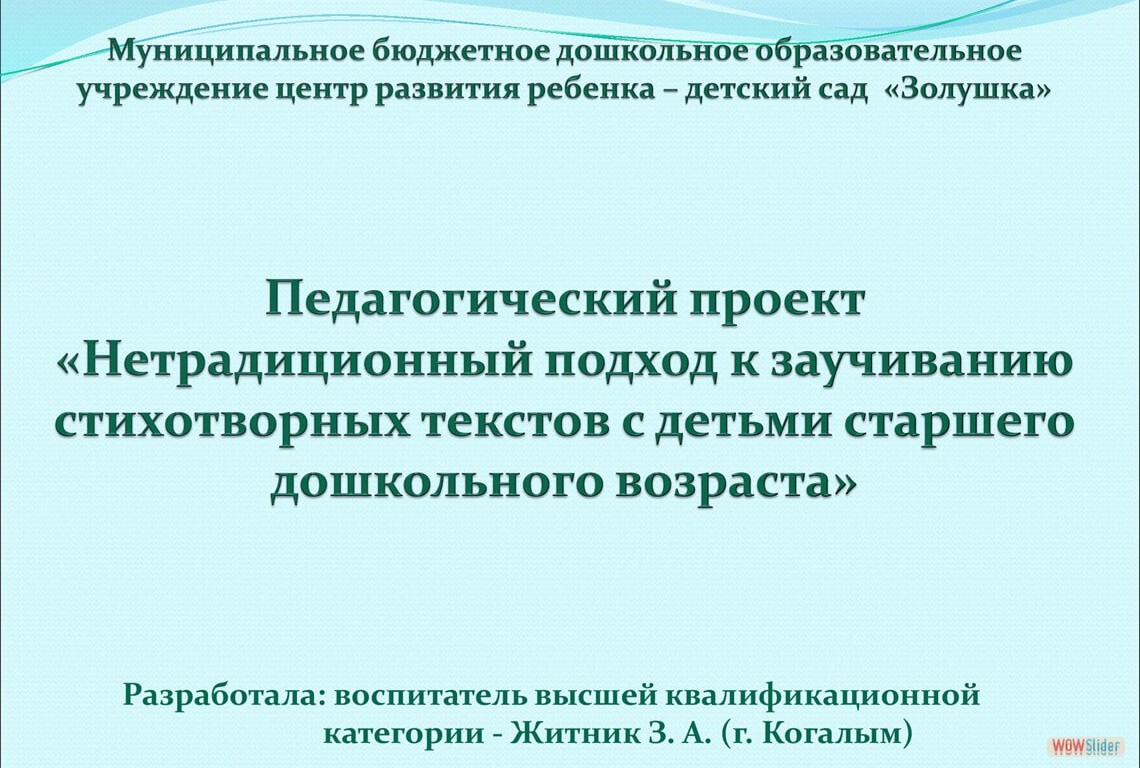 Муниципальное бюджетное дошкольное образовательное
учреждение центр развития ребенка – детский сад «Золушка»
Педагогический проект
«Нетрадиционный подход к заучиванию
стихотворных текстов с детьми старшего
дошкольного возраста»
Разработала: воспитатель высшей квалификационной
категории - Житник З. А. (г. Когалым)
WOWSlider